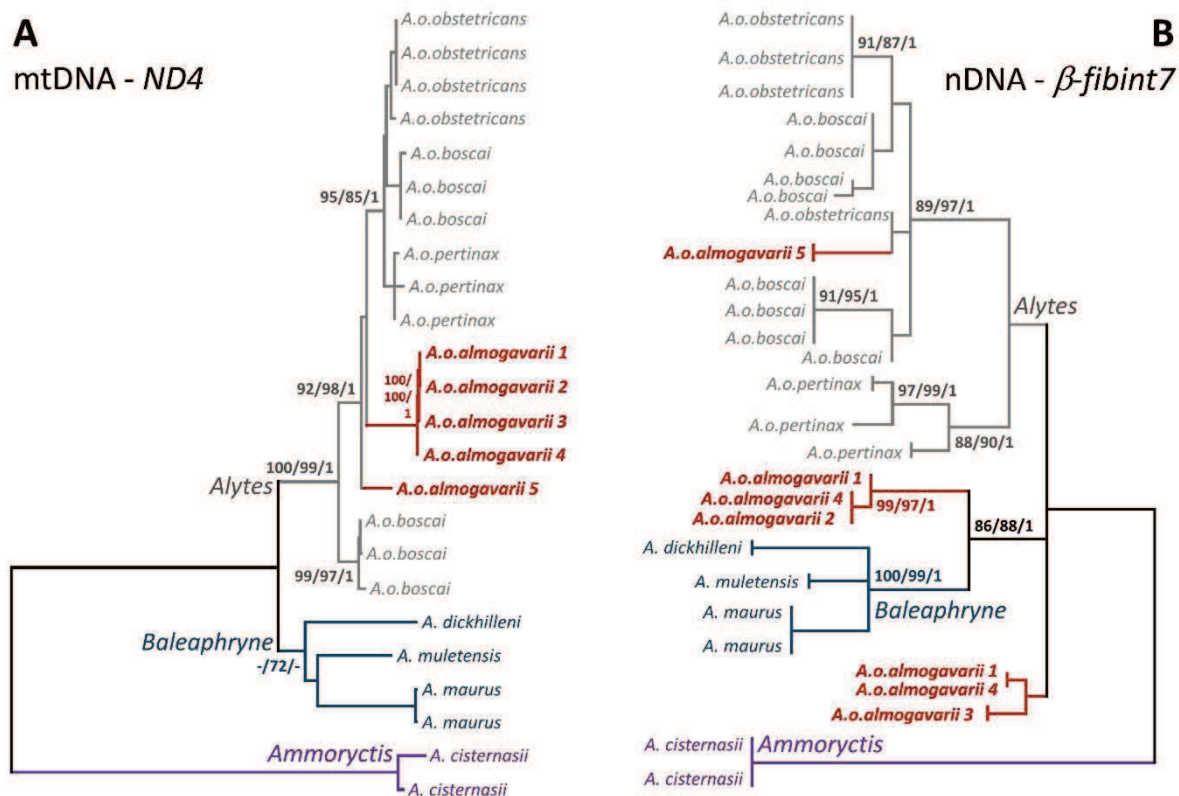 A
mtDNA - ND4
A.o.obstetricans
A.o.obstetricans
A.o.obstetricans
A.o.obstetricans
A.o.boscai
A.o.boscai
A.o.boscai
95/85/1
A.o.pertinax
A.o.pertinax
A.o.pertinax
A.o.almogavarii 1
A.o.almogavarii 2
A.o.almogavarii 3
A.o.almogavarii 4
100/
100/
1
92/98/1
A.o.almogavarii 5
100/99/1
Alytes
A.o.boscai
A.o.boscai
A.o.boscai
99/97/1
Baleaphryne
-/72/-
A. dickhilleni
A. muletensis
A. maurus
A. maurus
Ammoryctis
A. cisternasii
A. cisternasii
B
nDNA - β-fibint7
A.o.obstetricans
A.o.obstetricans
A.o.obstetricans
91/87/1
A.o.boscai
A.o.boscai
A.o.boscai
A.o.boscai
A.o.obstetricans
89/97/1
A.o.almogavarii 5
A.o.boscai
A.o.boscai
A.o.boscai
91/95/1
A.o.boscai
Alytes
A.o.pertinax
97/99/1
A.o.pertinax
A.o.pertinax
88/90/1
A.o.almogavarii 1
A.o.almogavarii 4
A.o.almogavarii 2
99/97/1
86/88/1
A. dickhilleni
A. muletensis
100/99/1
Baleaphryne
A. maurus
A. maurus
A.o.almogavarii 1
A.o.almogavarii 4
A.o.almogavarii 3
A. cisternasii
Ammoryctis
A. cisternasii